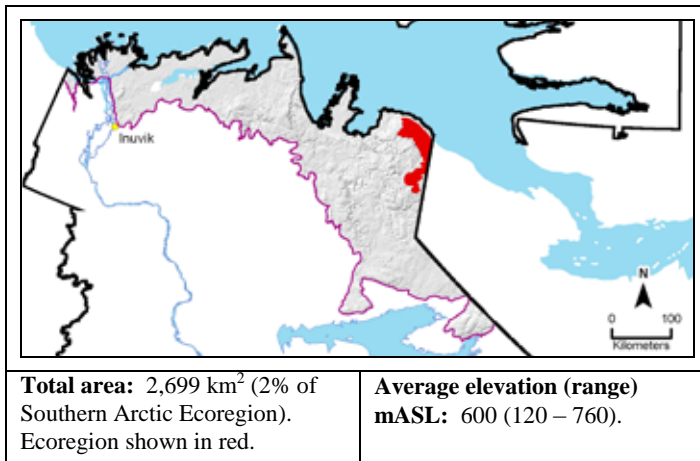 Inuvik
N
0 100
Kilometers
Total area: 2,699 km² (2% of
Southern Arctic Ecoregion).
Ecoregion shown in red.
Average elevation (range)
mASL: 600 (120 – 760).